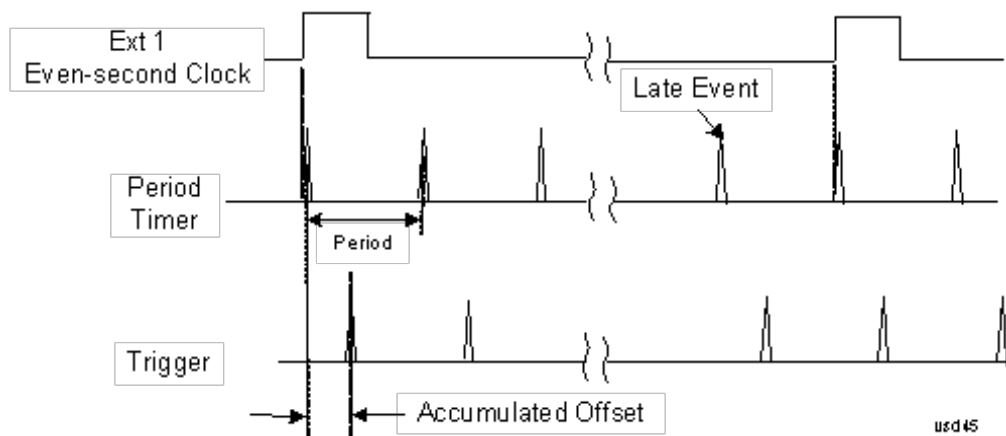 Ext 1
Even-second Clock
Late Event
Period
Timer
Period
Trigger
Accumulated Offset
usd45